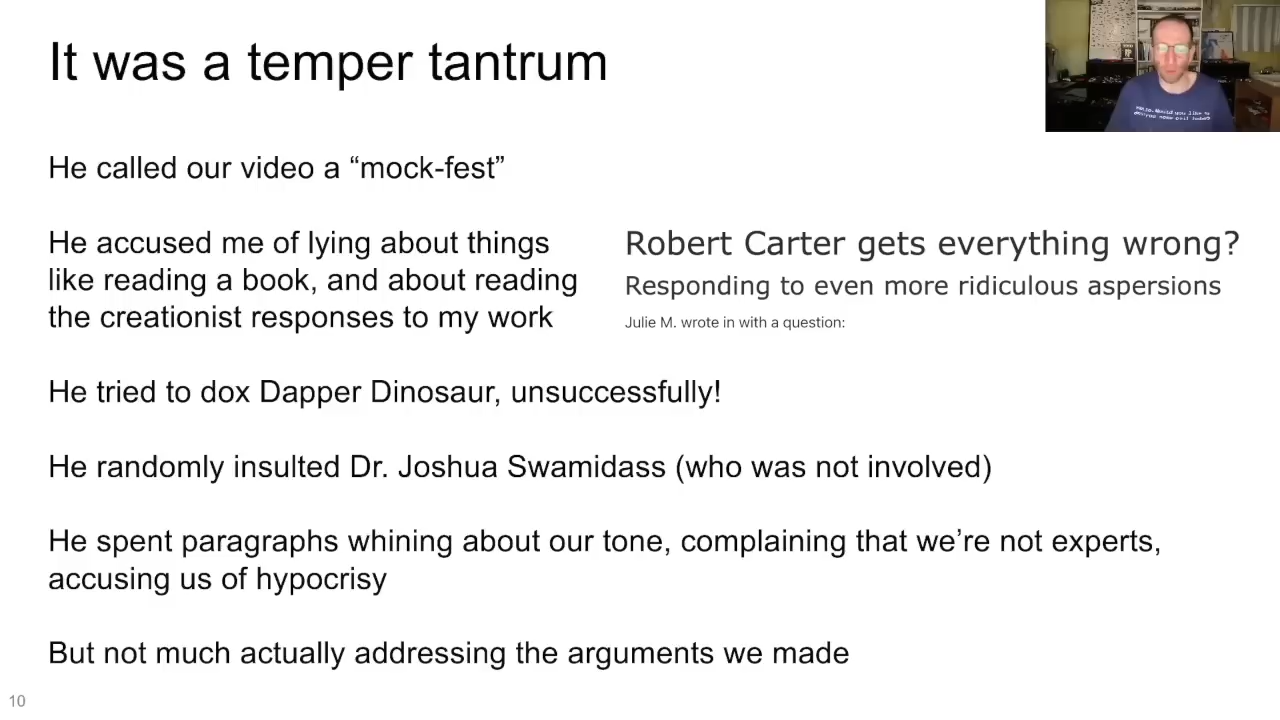 It was a temper tantrum
He called our video a “mock-fest”
He accused me of lying about things
like reading a book, and about reading
the creationist responses to my work
Robert Carter gets everything wrong?
Responding to even more ridiculous aspersions
Julie M. wrote in with a question:
He tried to dox Dapper Dinosaur, unsuccessfully!
He randomly insulted Dr. Joshua Swamidass (who was not involved)
He spent paragraphs whining about our tone, complaining that we’re not experts,
accusing us of hypocrisy
But not much actually addressing the arguments we made
10